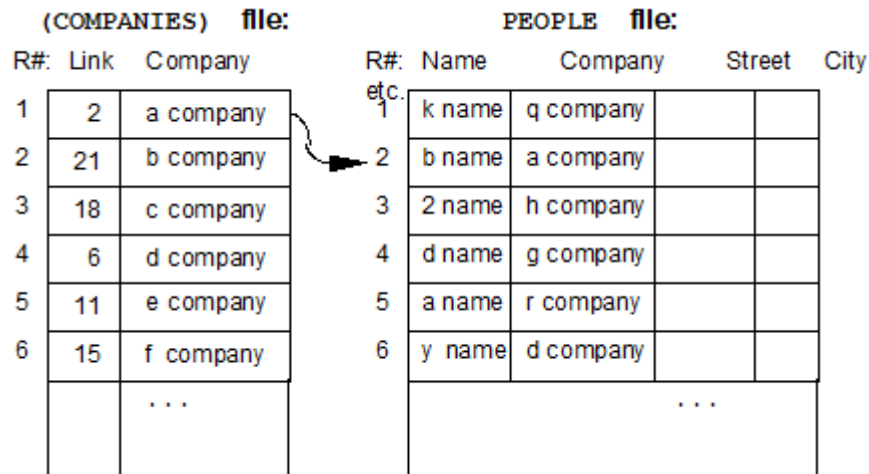 (COMPANIES) file: PEOPLE file:
R#: Link Company R#: Name Company Street City
etc.
1 2 a company 1 k name q company
2 21 b company 2 b name a company
3 18 c company 3 2 name h company
4 6 d company 4 d name g company
5 11 e company 5 a name r company
6 15 f company 6 y name d company
. . . . . .